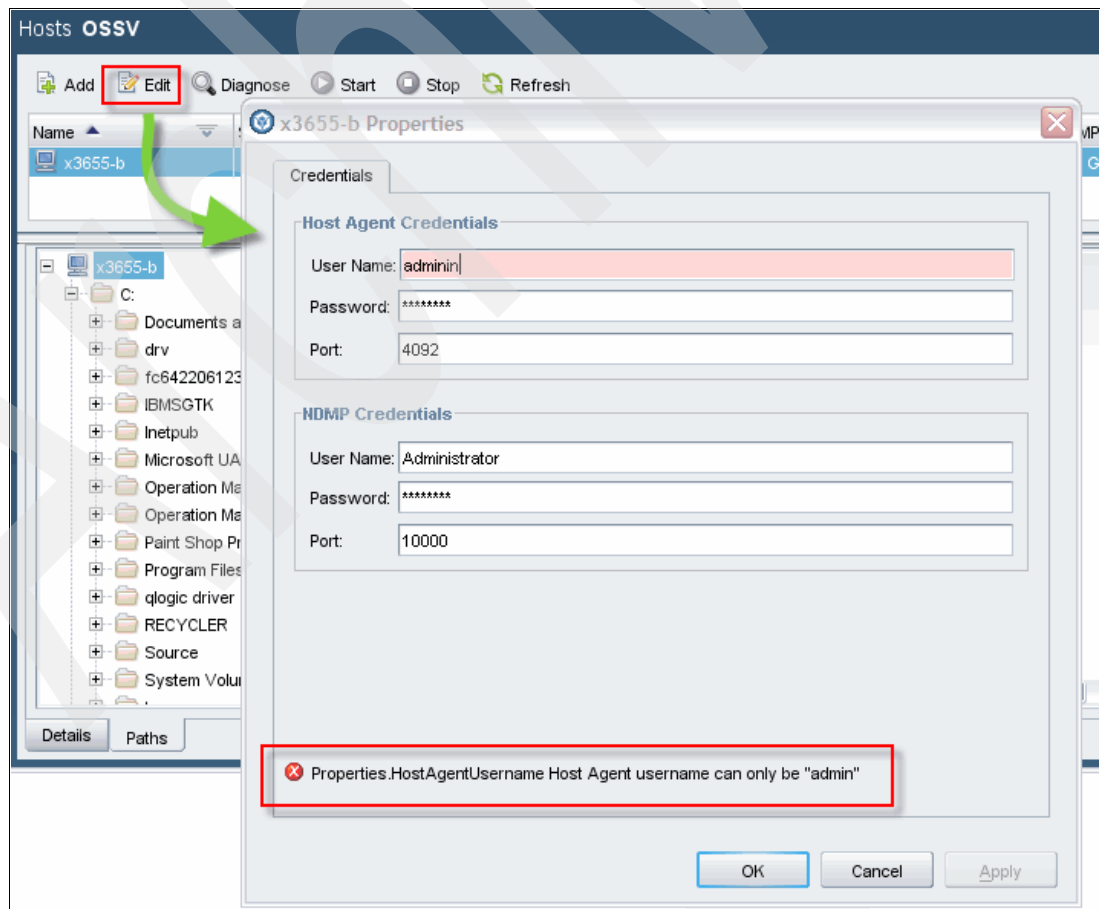 Hosts OSSV
Add Edit Diagnose Start Stop Refresh
Name
x3655-b
x3655-b Properties
MP
G
Credentials
Host Agent Credentials
User Name: adminin
Password: ********
Port: 4092
NDMP Credentials
User Name: Administrator
Password: ********
Port: 10000
x3655-b
C:
Documents a
drv
fc642206123
IBMSGTK
Inetpub
Microsoft UA
Operation Ma
Operation Ma
Paint Shop Pr
Program Files
qlogic driver
RECYCLER
Source
System Volu
Details Paths
Properties.HostAgentUsername Host Agent username can only be "admin"
OK Cancel Apply